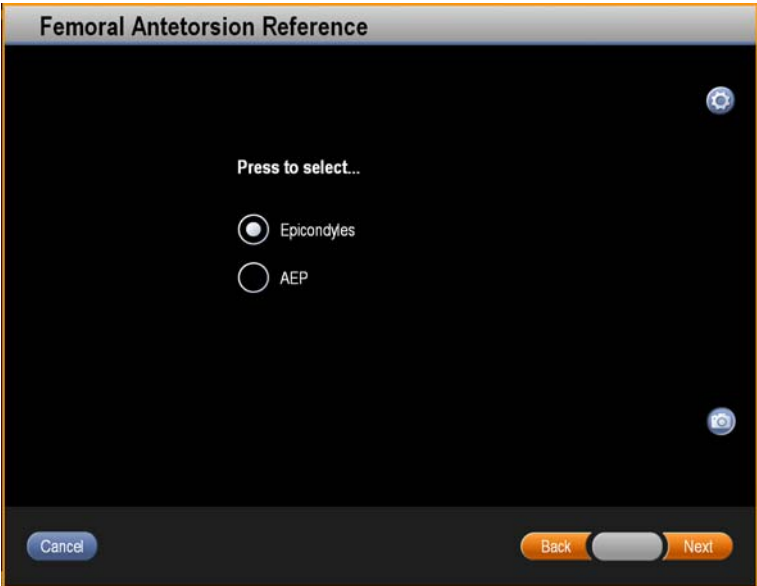 Femoral Antetorsion Reference
Press to select...
Epicondyles
AEP
Cancel
Back
Next